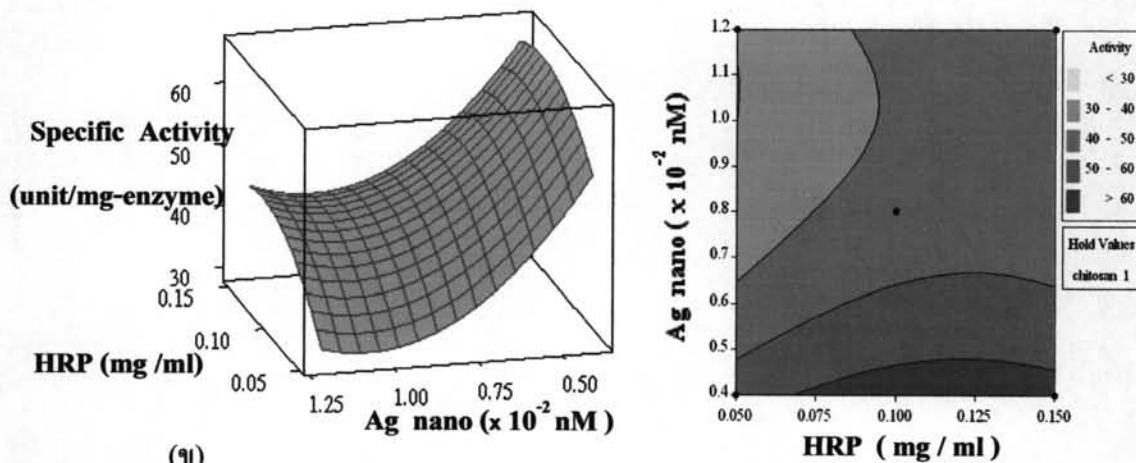 Specific Activity
(unit/mg-enzyme)
60
50
40
30
0.15
0.10
0.05
HRP (mg /ml)
1.25
1.00
0.75
0.50
Ag nano (x 10⁻² nM)
(ข)
Ag nano ( x 10⁻² nM)
1.2
1.1
1.0
0.9
0.8
0.7
0.6
0.5
0.4
0.050
0.075
0.100
0.125
0.150
HRP ( mg / ml )
Activity
< 30
30 - 40
40 - 50
50 - 60
> 60
Hold Values
chitosan 1